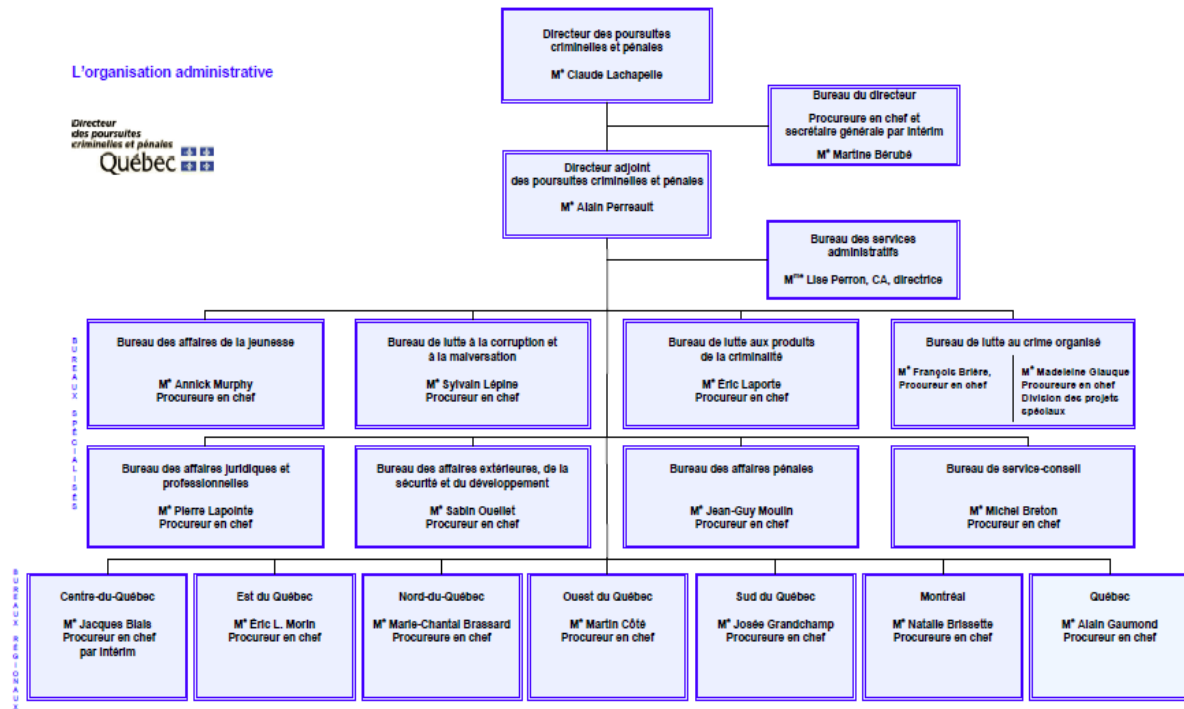 L'organisation administrative
Directeur
des poursuites
criminelles et pénales
Québec
Directeur des poursuites
criminelles et pénales
Me Claude Lachapelle
Bureau du directeur
Procureure en chef et
secrétaire générale par intérim
Me Martine Bérubé
Directeur adjoint
des poursuites criminelles et pénales
Me Alain Perreault
Bureau des services
administratifs
Mme Lise Perron, CA, directrice
BUREAUX SPÉCIALISÉS
Bureau des affaires de la jeunesse
Me Annick Murphy
Procureure en chef
Bureau de lutte à la corruption et
à la malversation
Me Sylvain Lépine
Procureur en chef
Bureau de lutte aux produits
de la criminalité
Me Éric Laporte
Procureur en chef
Bureau de lutte au crime organisé
Me François Brière,
Procureur en chef
Me Madeleine Giauque
Procureure en chef
Division des projets
spéciaux
Bureau des affaires juridiques et
professionnelles
Me Pierre Lapointe
Procureur en chef
Bureau des affaires extérieures, de la
sécurité et du développement
Me Sabin Ouellet
Procureur en chef
Bureau des affaires pénales
Me Jean-Guy Moulin
Procureur en chef
Bureau de service-conseil
Me Michel Breton
Procureur en chef
BUREAUX RÉGIONAUX
Centre-du-Québec
Me Jacques Blais
Procureur en chef
par intérim
Est du Québec
Me Éric L. Morin
Procureur en chef
Nord-du-Québec
Me Marie-Chantal Brassard
Procureure en chef
Ouest du Québec
Me Martin Côté
Procureur en chef
Sud du Québec
Me Josée Grandchamp
Procureure en chef
Montréal
Me Natalie Brissette
Procureure en chef
Québec
Me Alain Gaumond
Procureur en chef